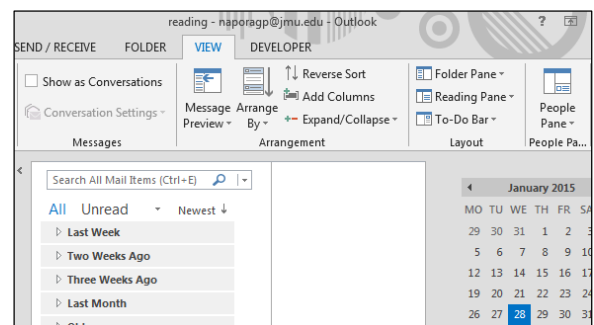 reading - naporagp@jmu.edu - Outlook
?
SEND / RECEIVE FOLDER VIEW DEVELOPER
Show as Conversations
Conversation Settings
Messages
Message Preview
Arrange By
Reverse Sort
Add Columns
Expand/Collapse
Arrangement
Folder Pane
Reading Pane
To-Do Bar
Layout
People Pane
People Pa...
Search All Mail Items (Ctrl+E)
All Unread Newest
Last Week
Two Weeks Ago
Three Weeks Ago
Last Month
January 2015
MO TU WE TH FR SA
29 30 31 1 2 3
5 6 7 8 9 10
12 13 14 15 16 17
19 20 21 22 23 24
26 27 28 29 30 31